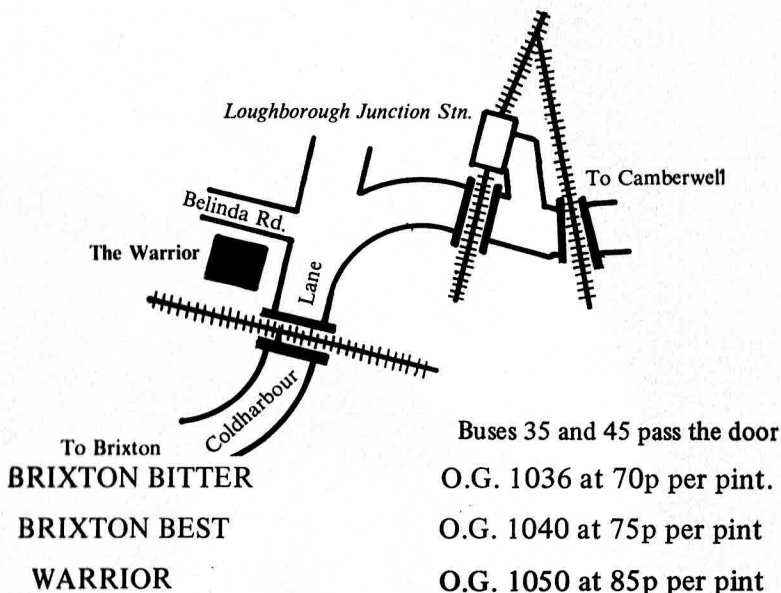 Loughborough Junction Stn.
To Camberwell
Belinda Rd.
The Warrior
Lane
Coldharbour
To Brixton
Buses 35 and 45 pass the door
BRIXTON BITTER O.G. 1036 at 70p per pint.
BRIXTON BEST O.G. 1040 at 75p per pint
WARRIOR O.G. 1050 at 85p per pint